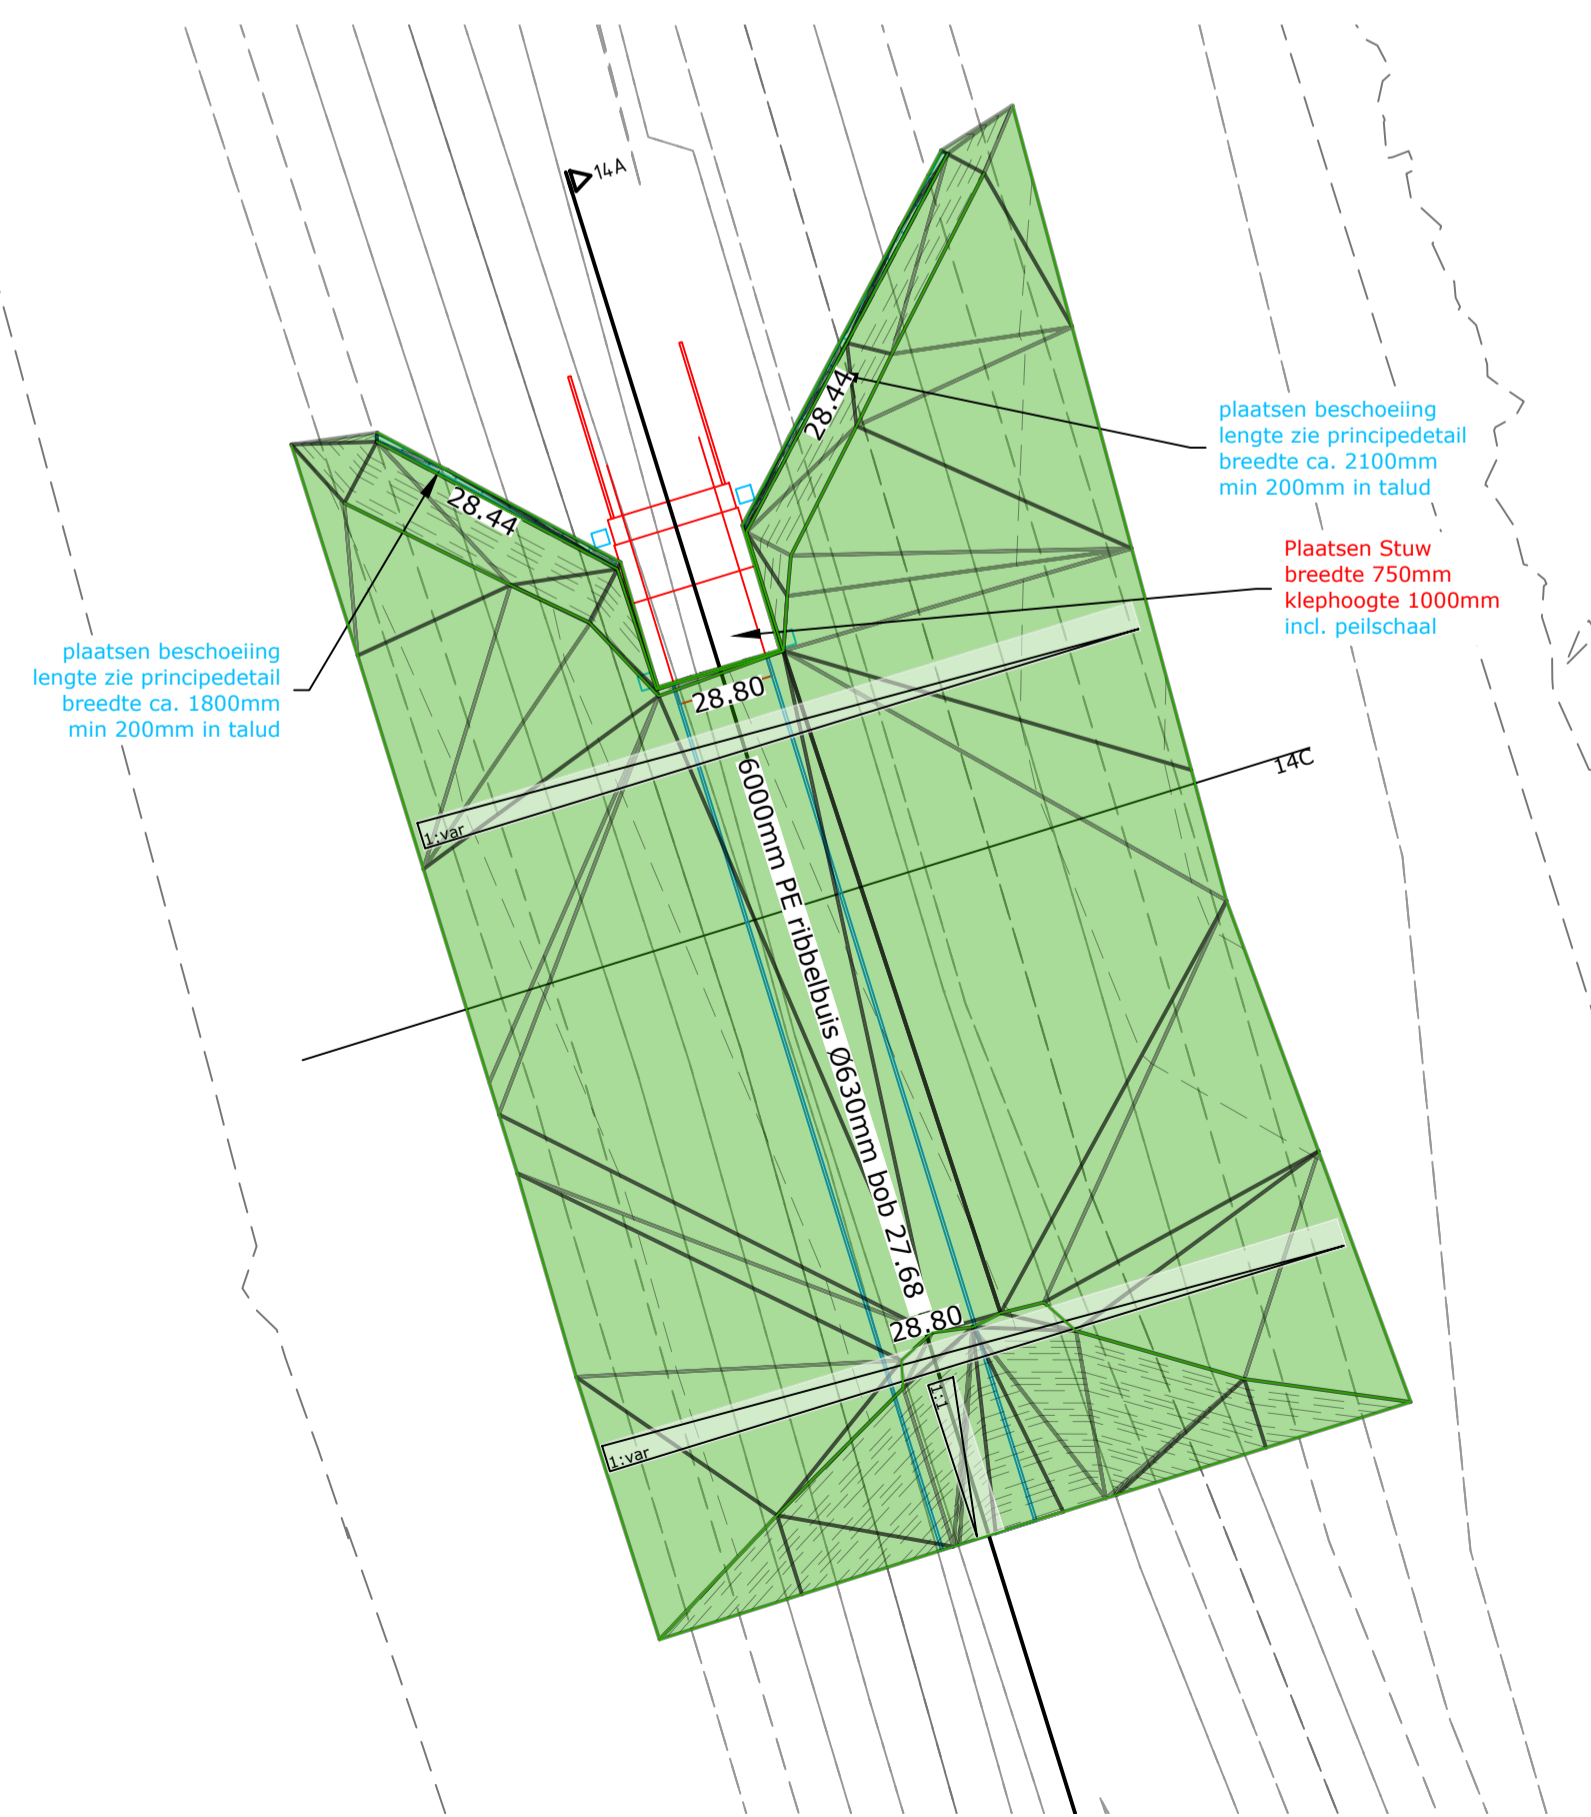 14A
28.44
28.44
plaatsen beschoeiing
lengte zie principedetail
breedte ca. 2100mm
min 200mm in talud
Plaatsen Stuw
breedte 750mm
klephoogte 1000mm
incl. peilschaal
plaatsen beschoeiing
lengte zie principedetail
breedte ca. 1800mm
min 200mm in talud
28.80
14C
1:var
6000mm PE ribbelbuis Ø630mm bob 27.68
28.80
1:1
1:var